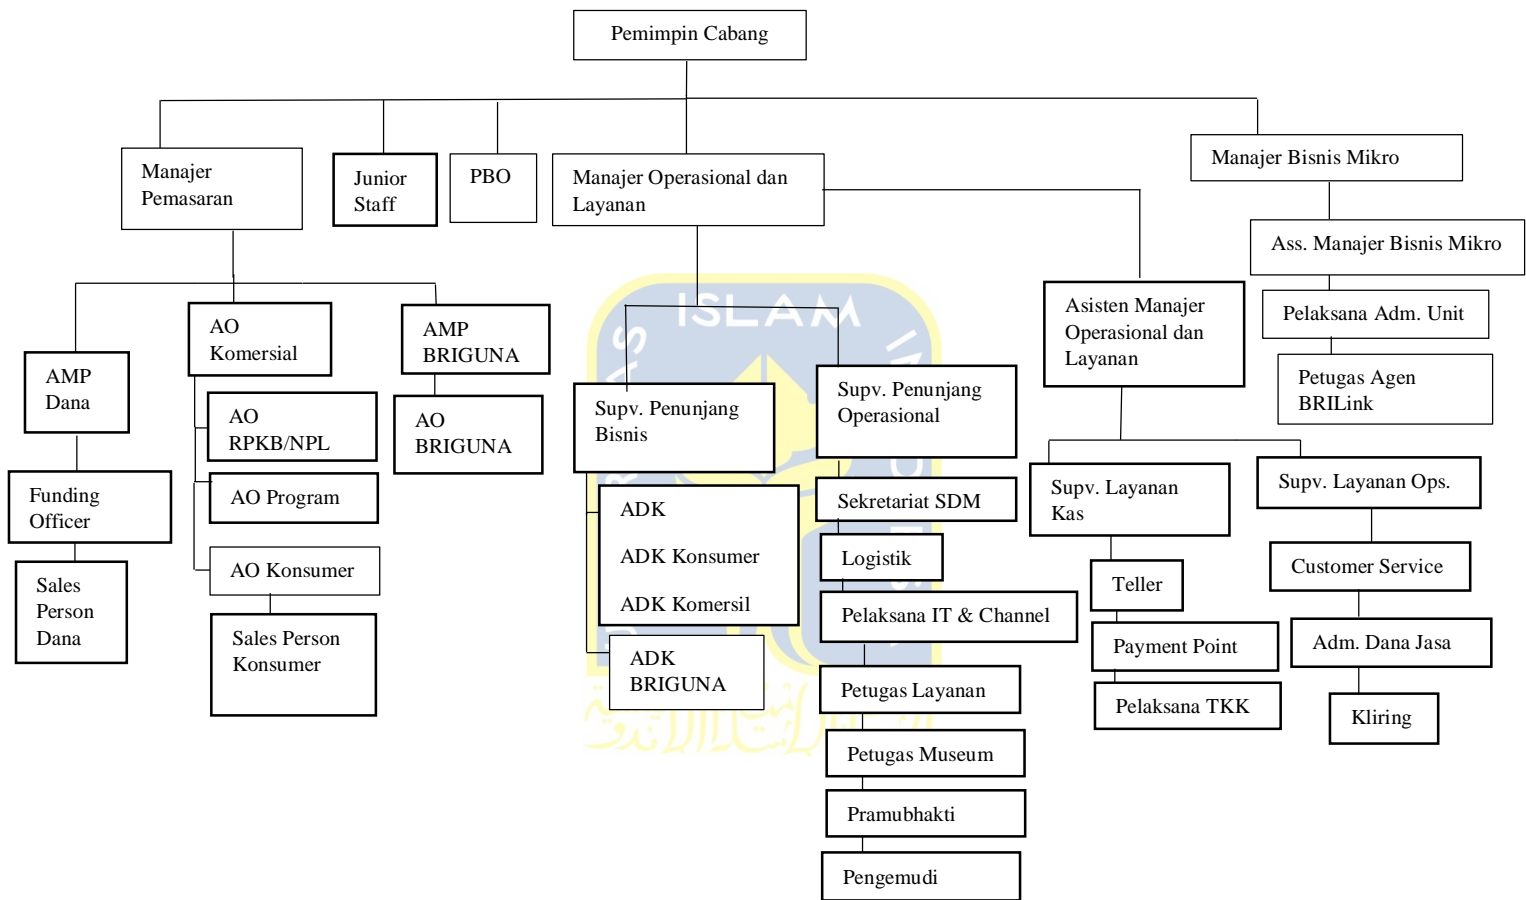 Pemimpin Cabang
Manajer
Pemasaran
Junior
Staff
PBO
Manajer Operasional dan
Layanan
Manajer Bisnis Mikro
Ass. Manajer Bisnis Mikro
Pelaksana Adm. Unit
Petugas Agen
BRILink
AMP
Dana
Funding
Officer
Sales
Person
Dana
AO
Komersial
AO
RPKB/NPL
AO Program
AO Konsumer
Sales Person
Konsumer
AMP
BRIGUNA
AO
BRIGUNA
ISLAM
Supv. Penunjang
Bisnis
ADK
ADK Konsumer
ADK Komersil
ADK
BRIGUNA
Supv. Penunjang
Operasional
Sekretariat SDM
Logistik
Pelaksana IT & Channel
Petugas Layanan
Petugas Museum
Pramubhakti
Pengemudi
Asisten Manajer
Operasional dan
Layanan
Supv. Layanan
Kas
Teller
Payment Point
Pelaksana TKK
Supv. Layanan Ops.
Customer Service
Adm. Dana Jasa
Kliring